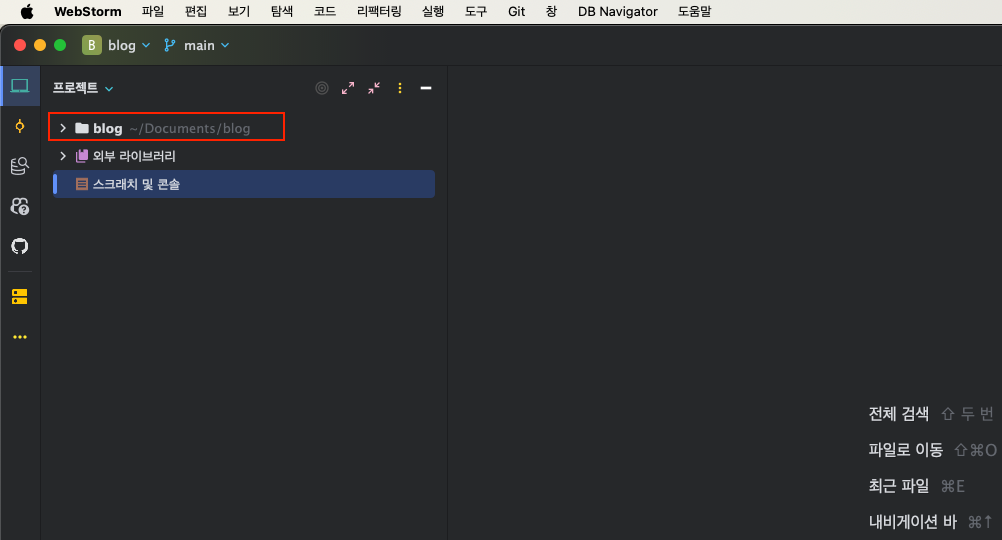 WebStorm 파일 편집 보기 탐색 코드 리팩터링 실행 도구 Git 창 DB Navigator 도움말
B blog main
프로젝트
blog ~/Documents/blog
외부 라이브러리
스크래치 및 콘솔
전체 검색 ⇧ 두 번
파일로 이동 ⇧⌘O
최근 파일 ⌘E
내비게이션 바 ⌘↑